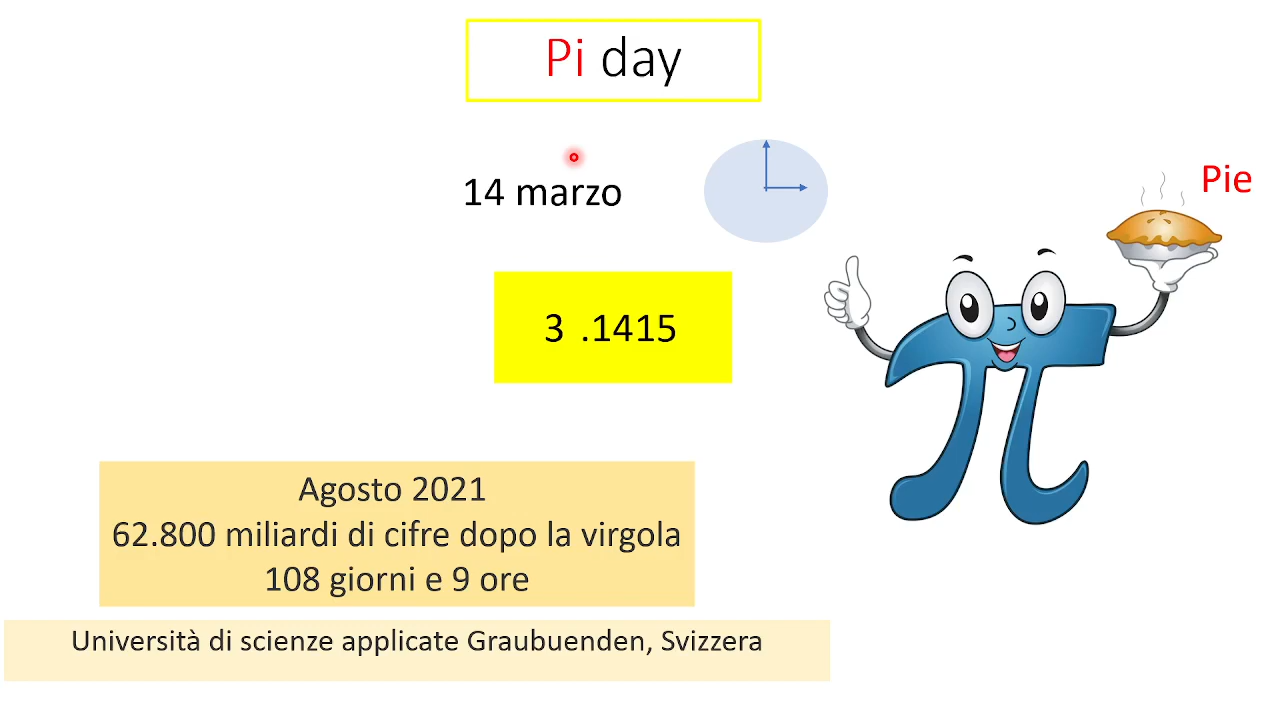 Pi day
14 marzo
Pie
3 .1415
Agosto 2021
62.800 miliardi di cifre dopo la virgola
108 giorni e 9 ore
Università di scienze applicate Graubuenden, Svizzera